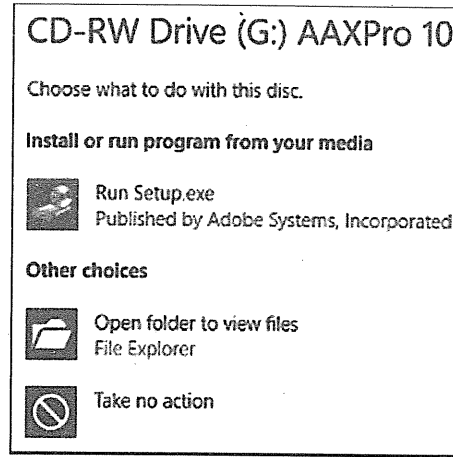 CD-RW Drive (G:) AAXPro 10
Choose what to do with this disc.
Install or run program from your media
Run Setup.exe
Published by Adobe Systems, Incorporated
Other choices
Open folder to view files
File Explorer
Take no action